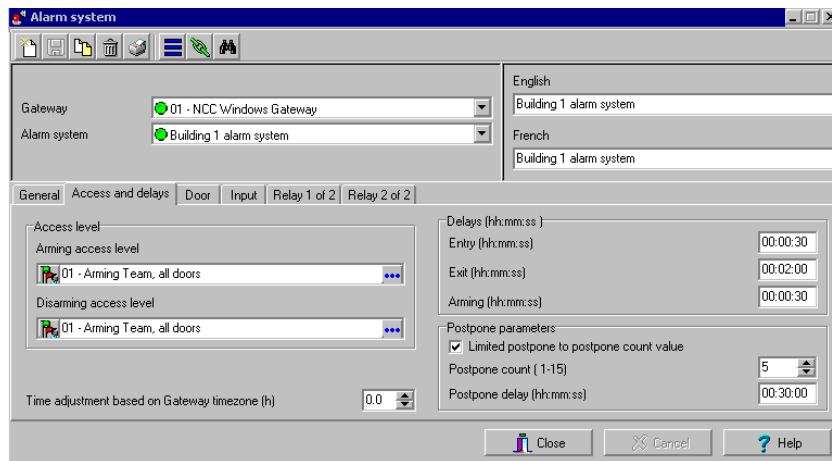 Alarm system
English
Gateway
01 - NCC Windows Gateway
Building 1 alarm system
Alarm system
Building 1 alarm system
French
Building 1 alarm system
General Access and delays Door Input Relay 1 of 2 Relay 2 of 2
Access level
Arming access level
01 - Arming Team, all doors
Disarming access level
01 - Arming Team, all doors
Time adjustment based on Gateway timezone (h) 0.0
Delays (hh:mm:ss )
Entry (hh:mm:ss) 00:00:30
Exit (hh:mm:ss) 00:02:00
Arming (hh:mm:ss) 00:00:30
Postpone parameters
Limited postpone to postpone count value
Postpone count ( 1-15) 5
Postpone delay (hh:mm:ss) 00:30:00
Close Cancel Help